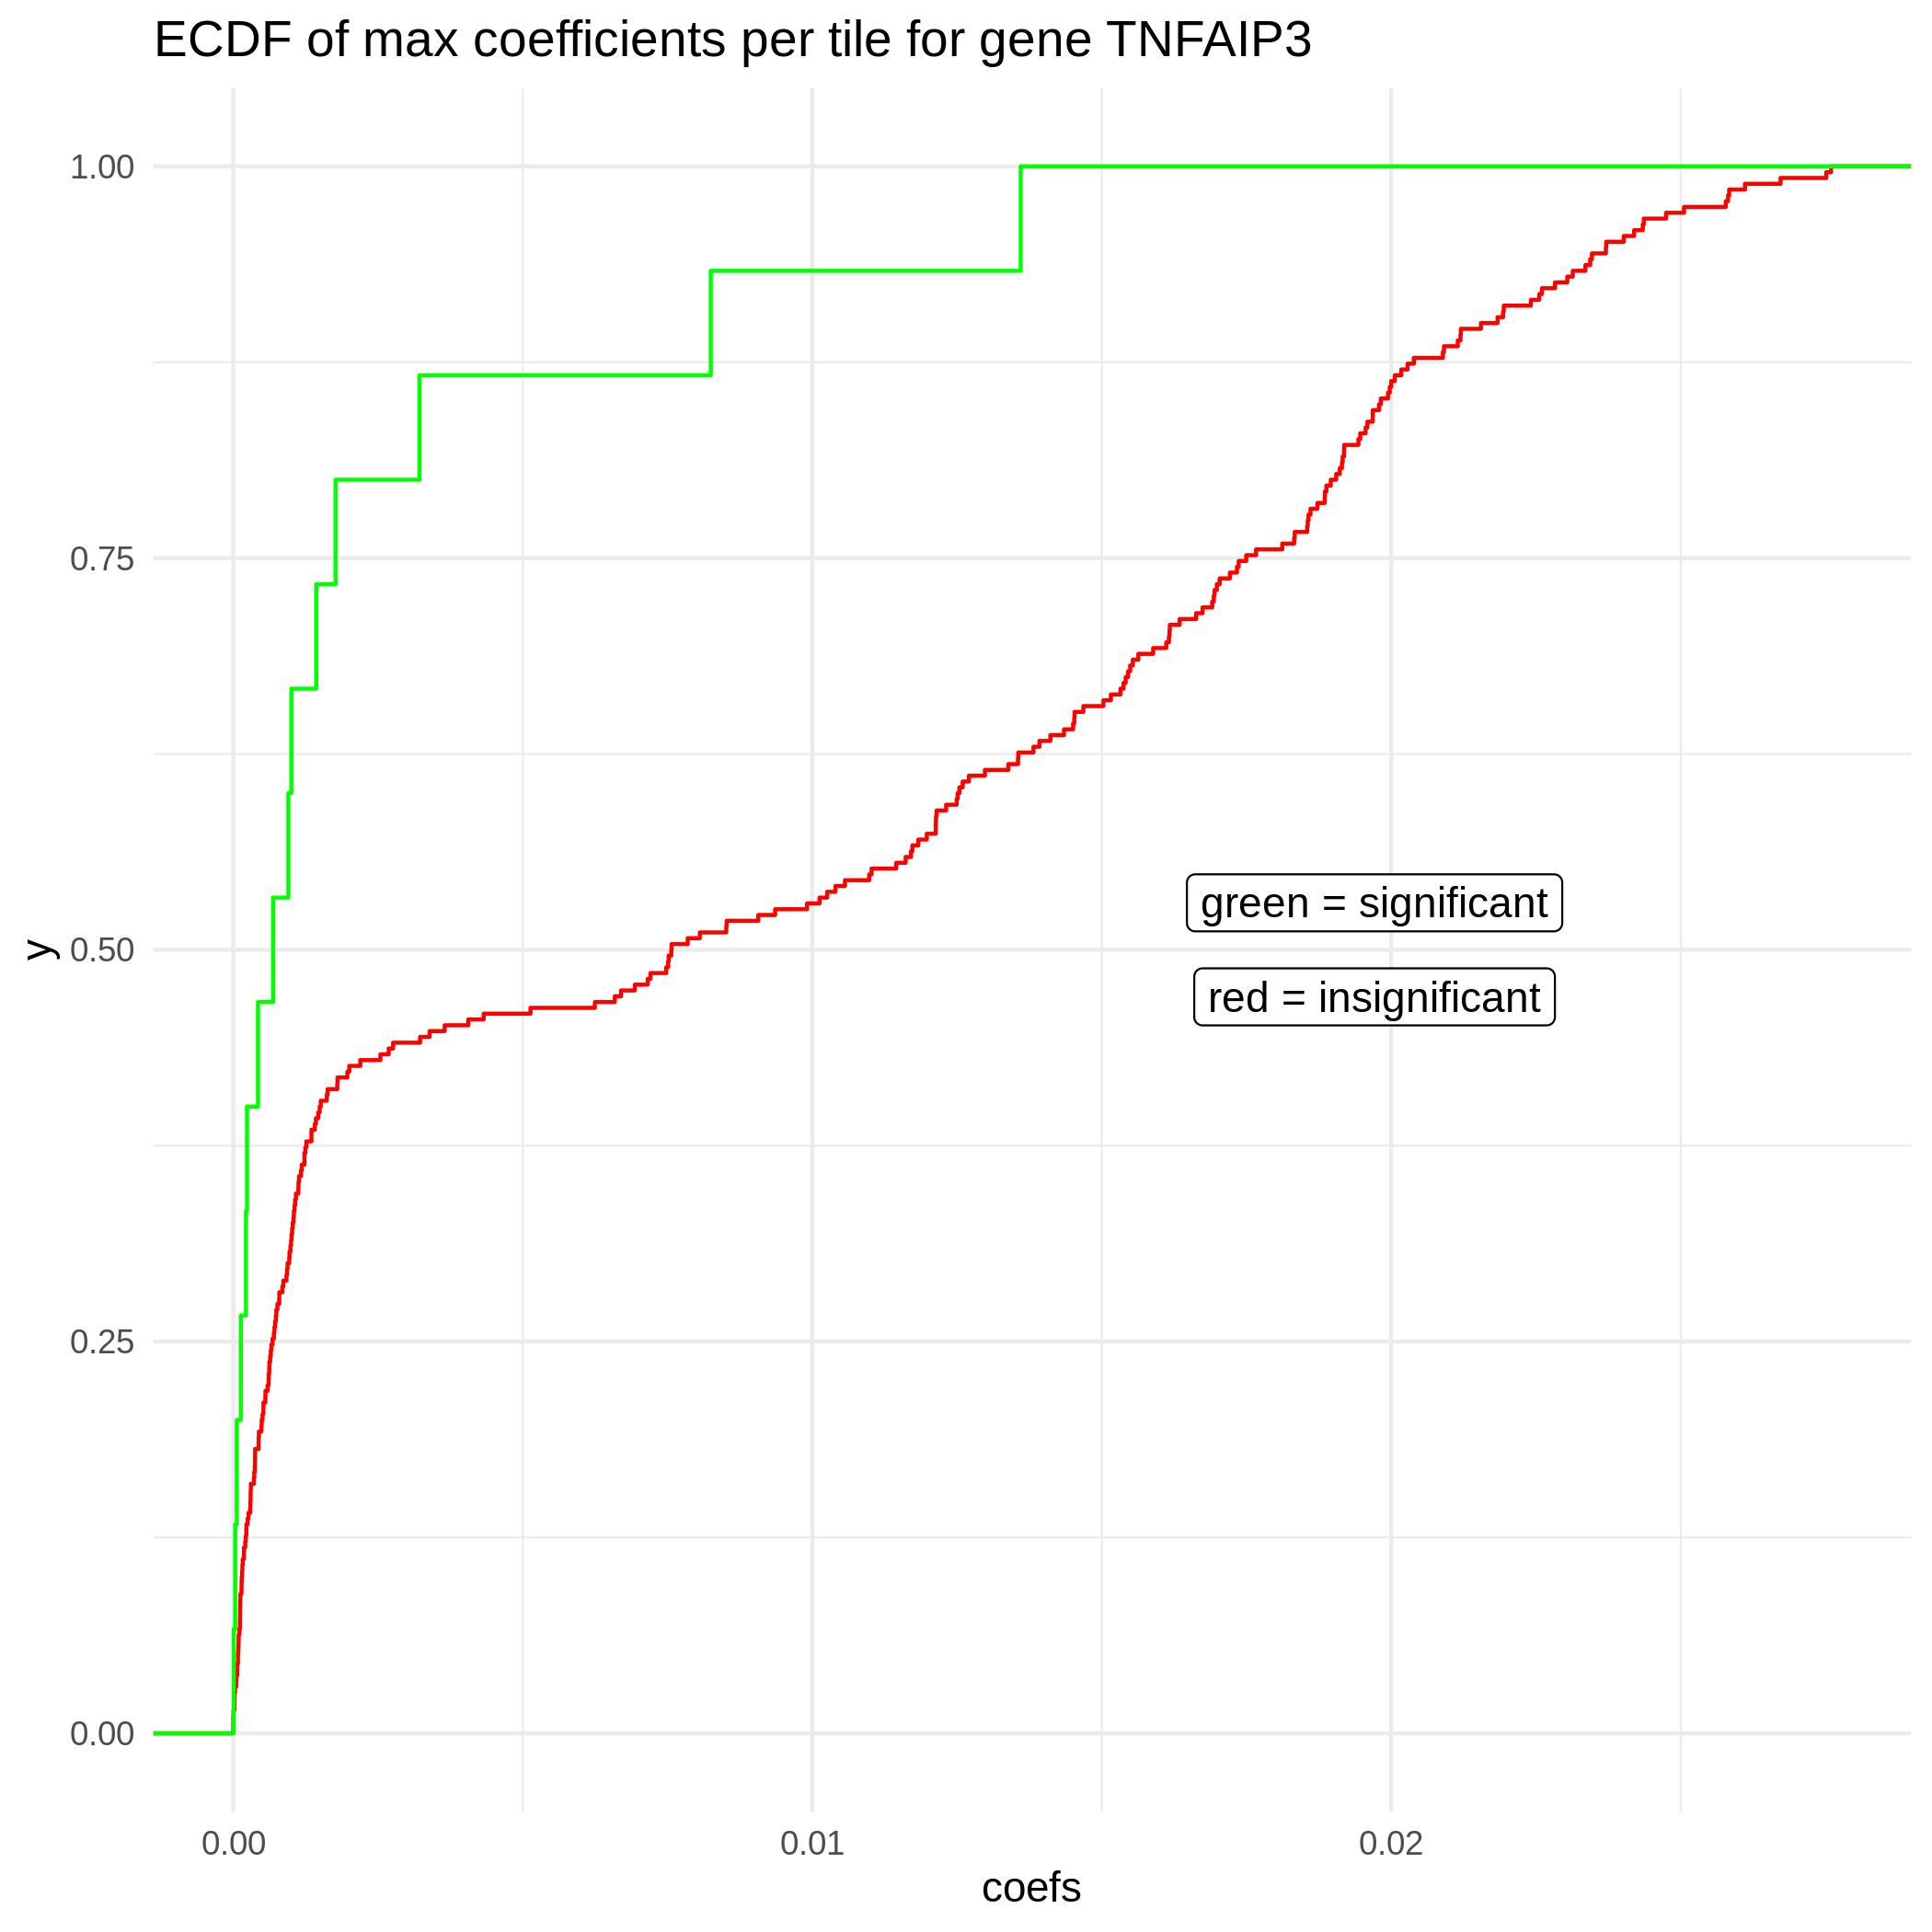 ECDF of max coefficients per tile for gene TNFAIP3
1.00
0.75
0.50
0.25
0.00
y
green = significant
red = insignificant
0.00 0.01 0.02
coefs